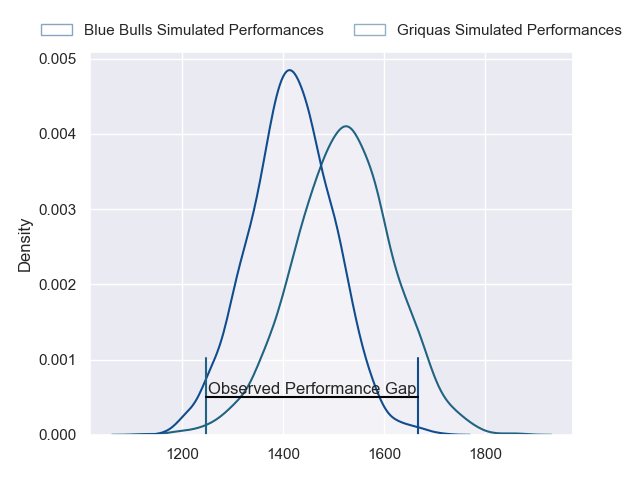 Blue Bulls Simulated Performances Griquas Simulated Performances
0.005
0.004
0.003
0.002
0.001
0.000
Density
Observed Performance Gap
1200 1400 1600 1800